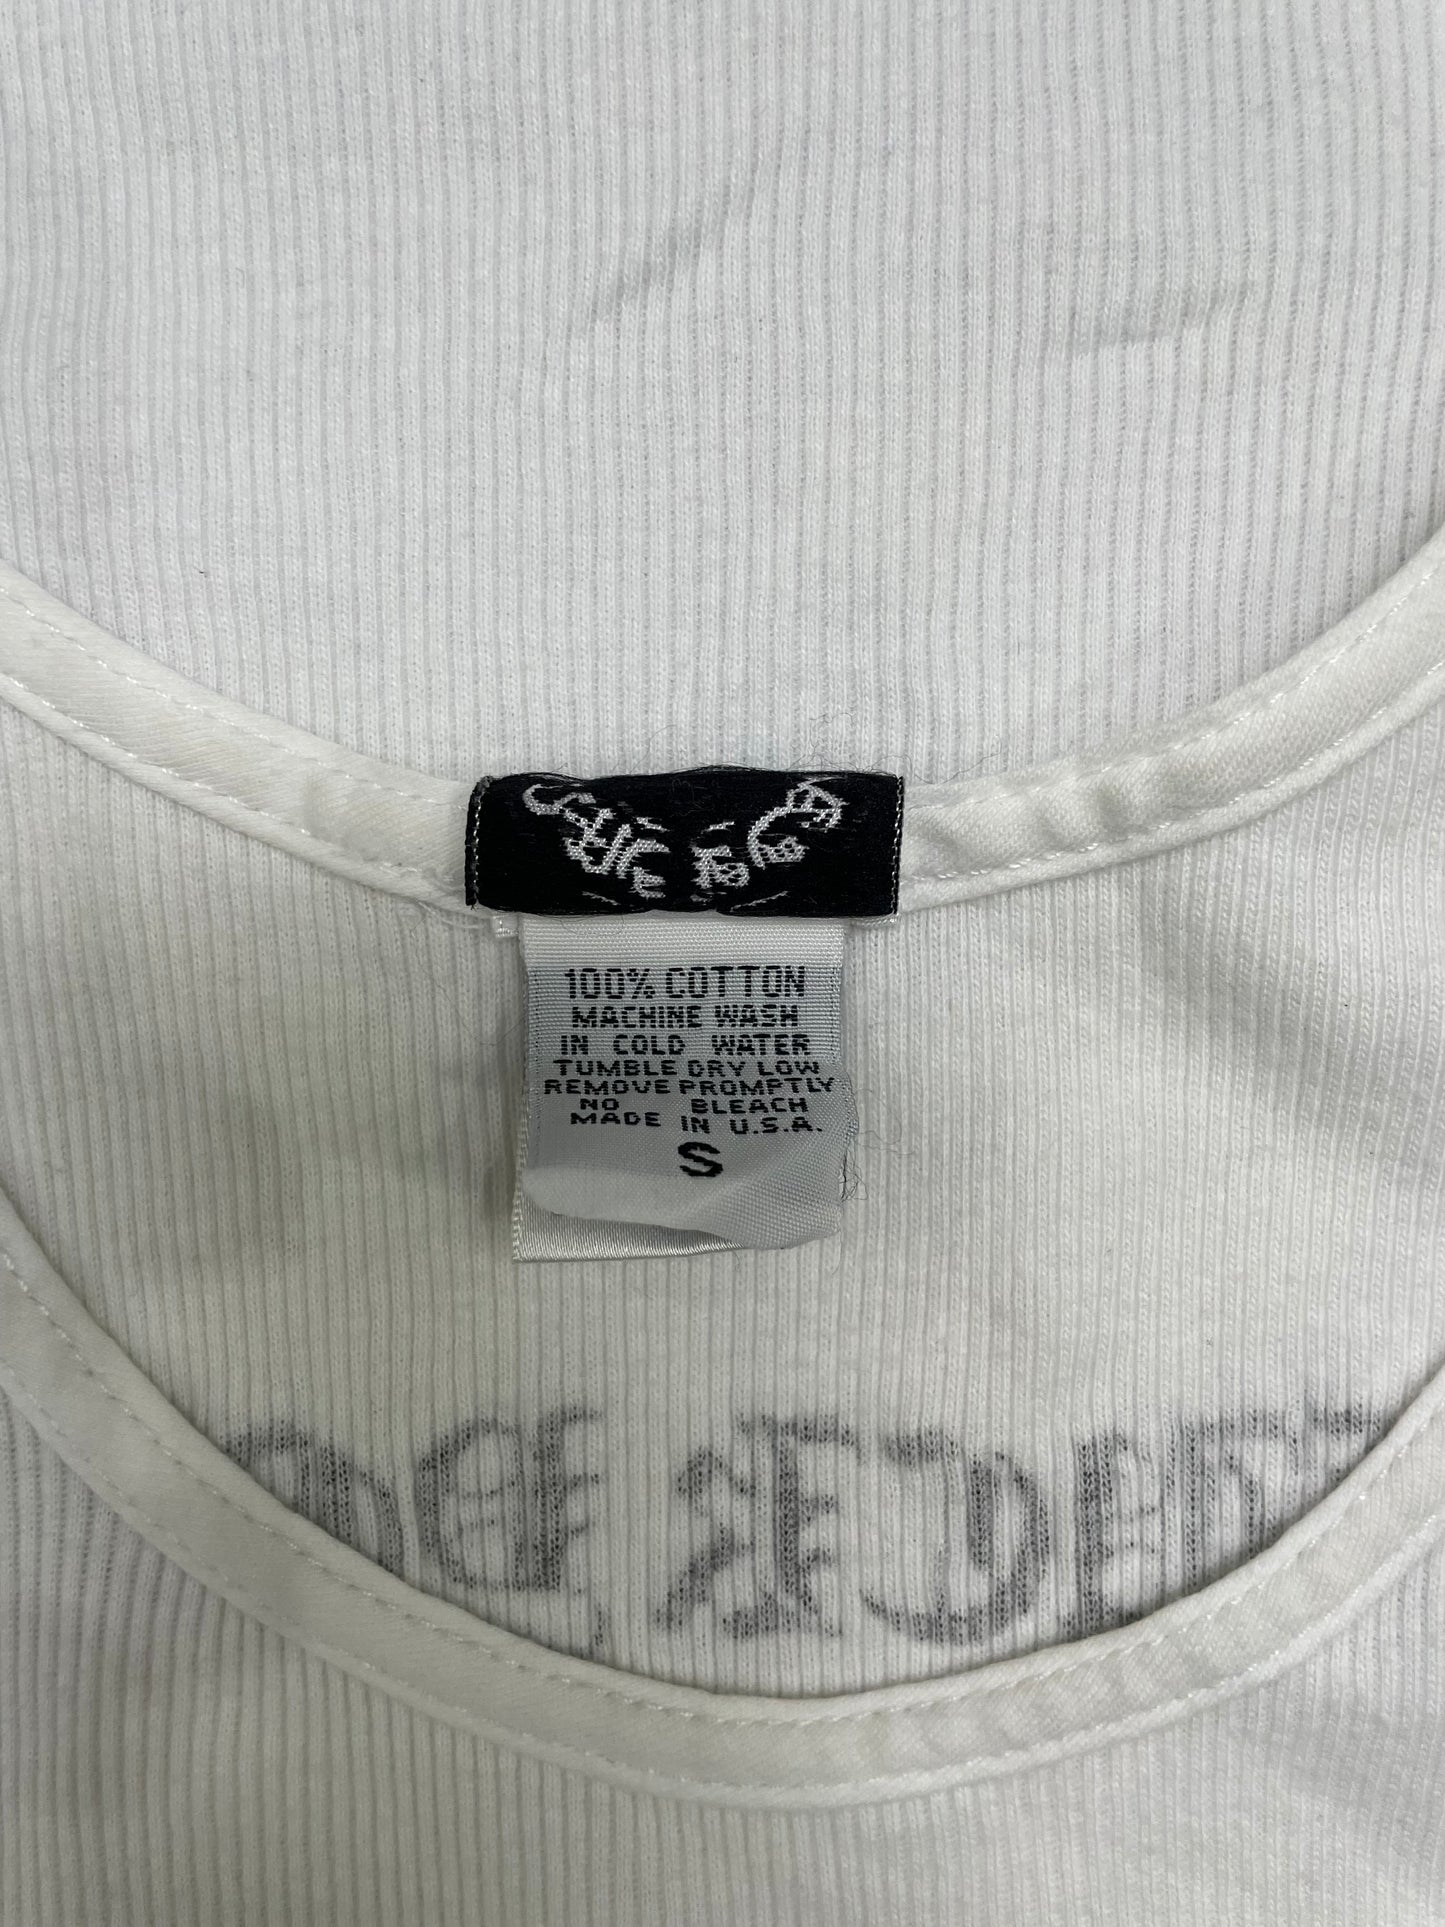 100% COTTON
MACHINE WASH
IN COLD WATER
TUMBLE DRY LOW
REMOVE PROMPTLY
NO BLEACH
MADE IN U.S.A.
S